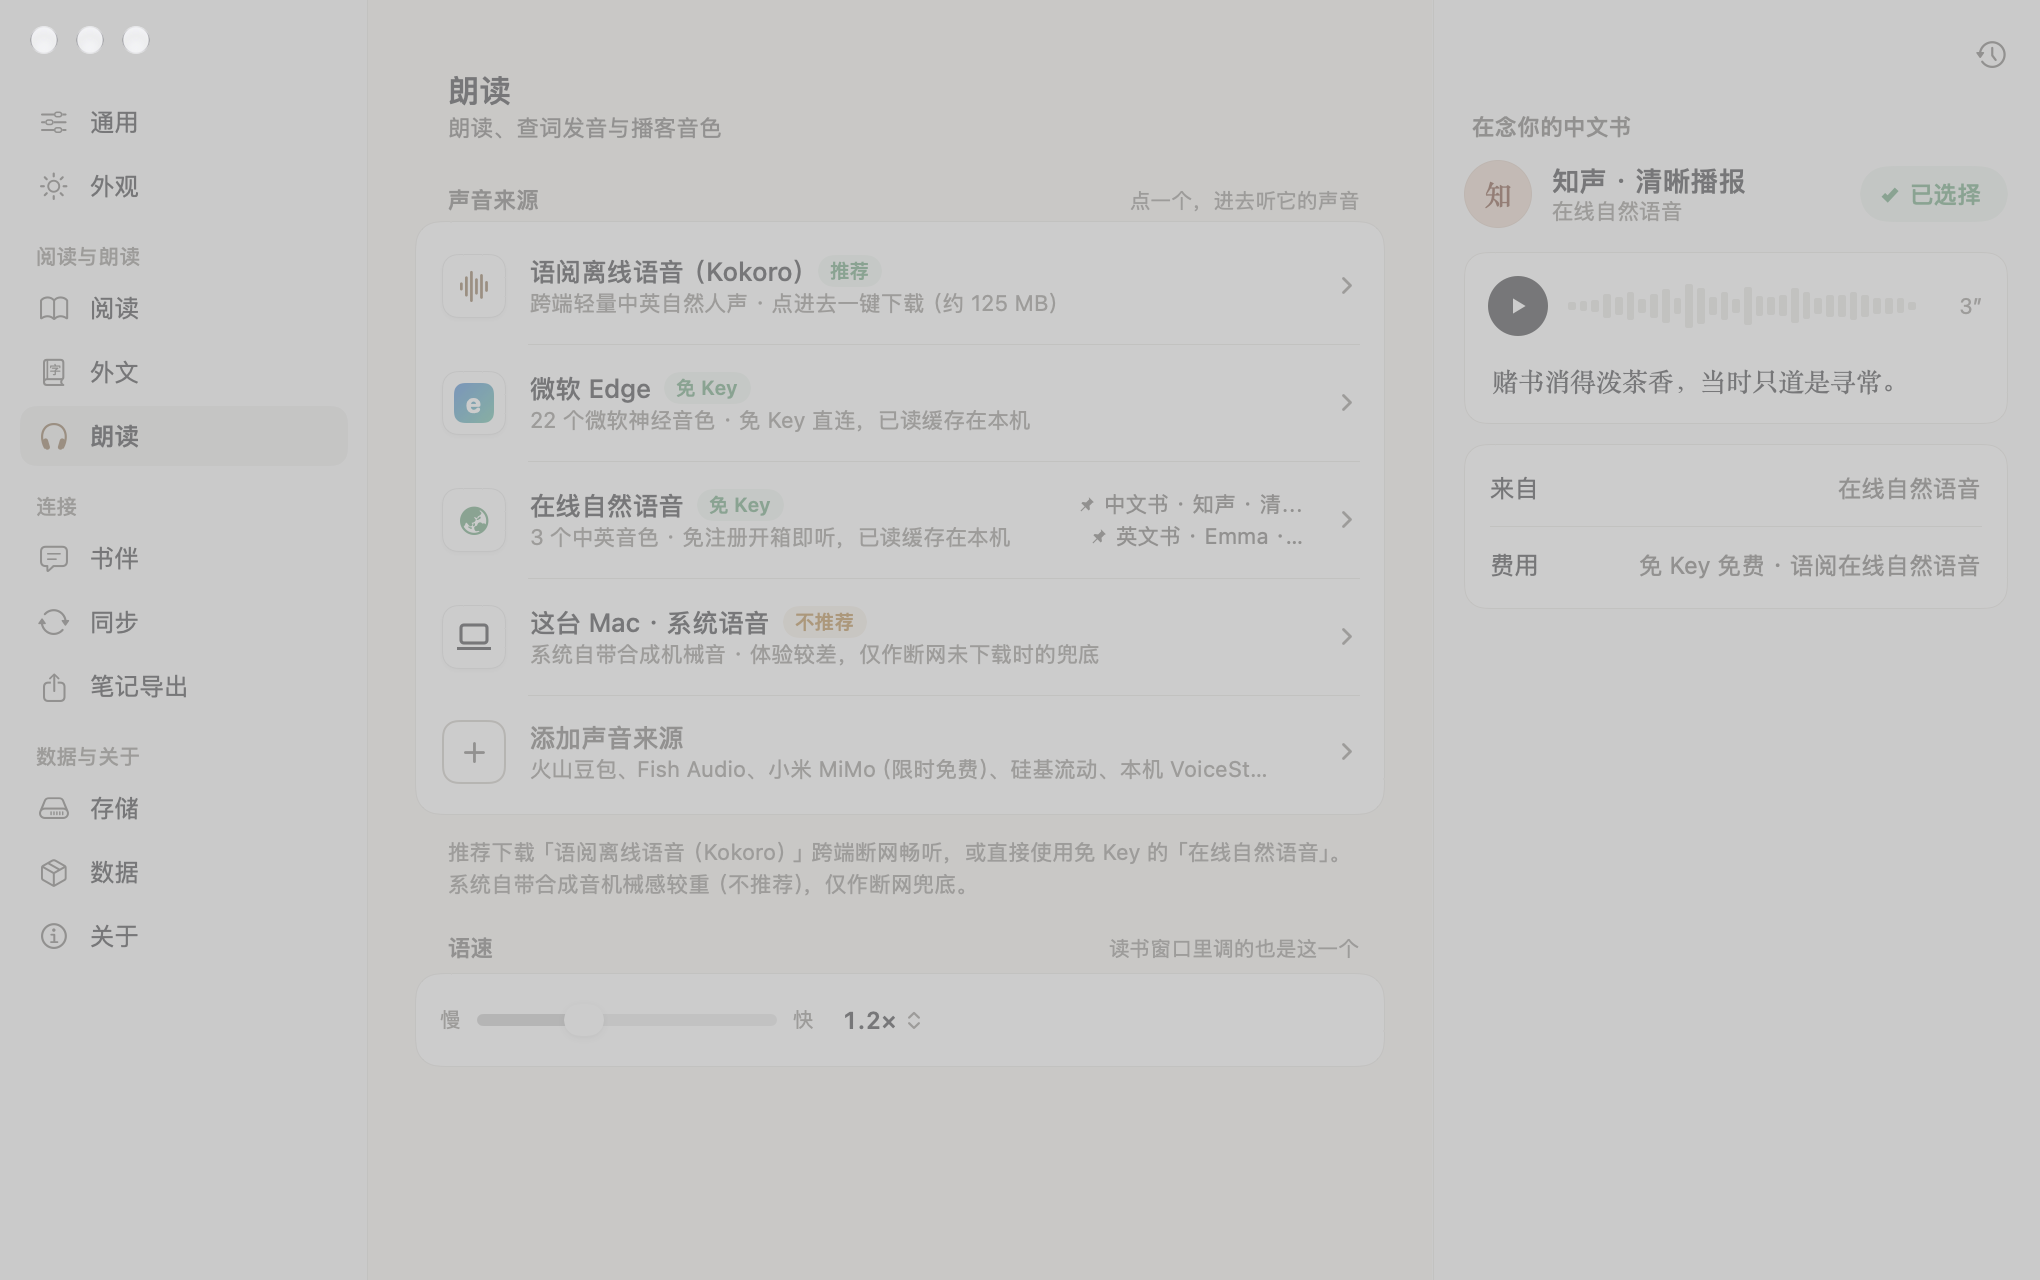 通用
外观
阅读与朗读
阅读
外文
朗读
连接
书伴
同步
笔记导出
数据与关于
存储
数据
关于
朗读
朗读、查词发音与播客音色
声音来源
点一个，进去听它的声音
语阅离线语音（Kokoro） 推荐
跨端轻量中英自然人声 · 点进去一键下载（约 125 MB）
微软 Edge 免 Key
22 个微软神经音色 · 免 Key 直连，已读缓存在本机
在线自然语音 免 Key
3 个中英音色 · 免注册开箱即听，已读缓存在本机
中文书 · 知声 · 清...
英文书 · Emma ·...
这台 Mac · 系统语音 不推荐
系统自带合成机械音 · 体验较差，仅作断网未下载时的兜底
添加声音来源
火山豆包、Fish Audio、小米 MiMo（限时免费）、硅基流动、本机 VoiceSt...
推荐下载「语阅离线语音（Kokoro）」跨端断网畅听，或直接使用免 Key 的「在线自然语音」。
系统自带合成音机械感较重（不推荐），仅作断网兜底。
语速
读书窗口里调的也是这一个
慢
快
1.2×
在念你的中文书
知
知声 · 清晰播报
在线自然语音
已选择
3″
赌书消得泼茶香，当时只道是寻常。
来自
在线自然语音
费用
免 Key 免费 · 语阅在线自然语音